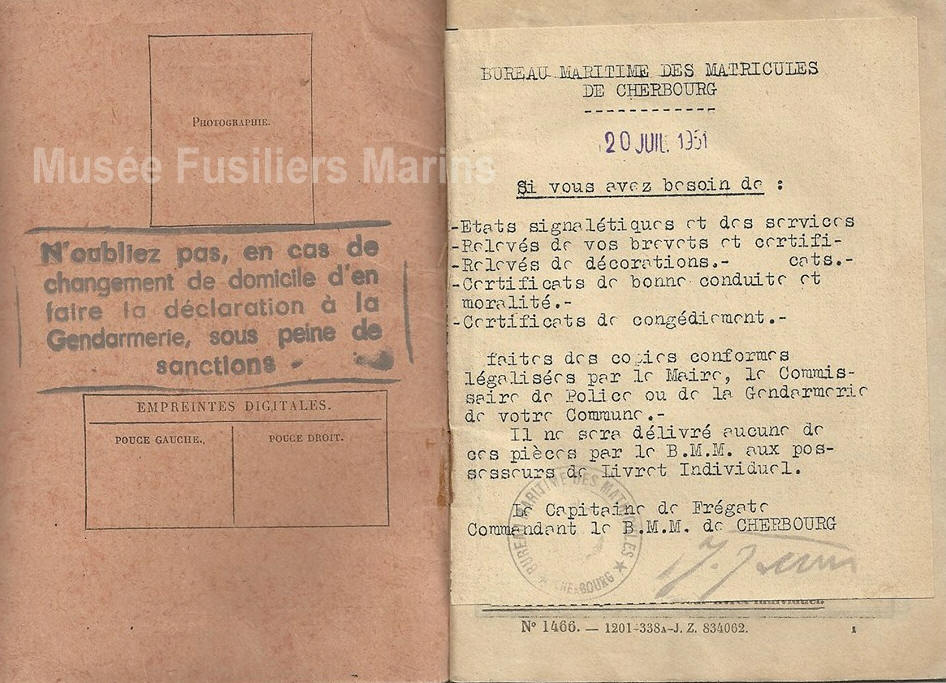 PHOTOGRAPHIE.
Musée Fusiliers Marins
N'oubliez pas, en cas de
changement de domicile d'en
faire la déclaration à la
Gendarmerie, sous peine de
sanctions
EMPREINTES DIGITALES.
POUCE GAUCHE.
POUCE DROIT.
BUREAU MARITIME DES MATRICULES
DE CHERBOURG
20 JUIL 1951
Si vous avez besoin de :
-Etats signalétiques et des services
-Relevés de vos brevets et certifi-
-Relevés de décorations.- cats.-
-Certificats de bonne conduite et
moralité.-
-Certificats de congédiement.-
faites des copies conformes
légalisées par le Maire, le Commis-
saire de Police ou de la Gendarmerie
de votre Commune.-
Il ne sera délivré aucune de
ces pièces par le B.M.M. aux pos-
sesseurs de Livret Individuel.
Le Capitaine de Frégate
Commandant le B.M.M. de CHERBOURG
BUREAU MARITIME DES MATRICULES
★ CHERBOURG ★
N° 1466. — 1201-338A-J. Z. 834062.
1